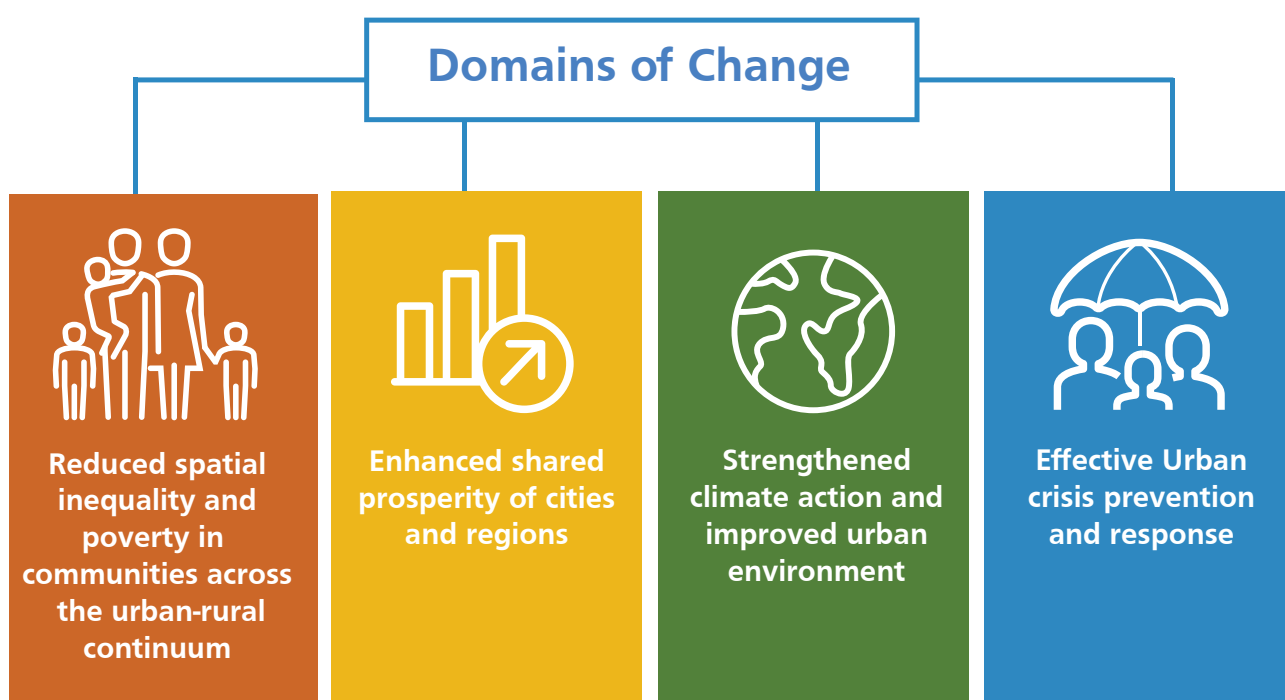 Domains of Change
Reduced spatial
inequality and
poverty in
communities across
the urban-rural
continuum
Enhanced shared
prosperity of cities
and regions
Strengthened
climate action and
improved urban
environment
Effective Urban
crisis prevention
and response